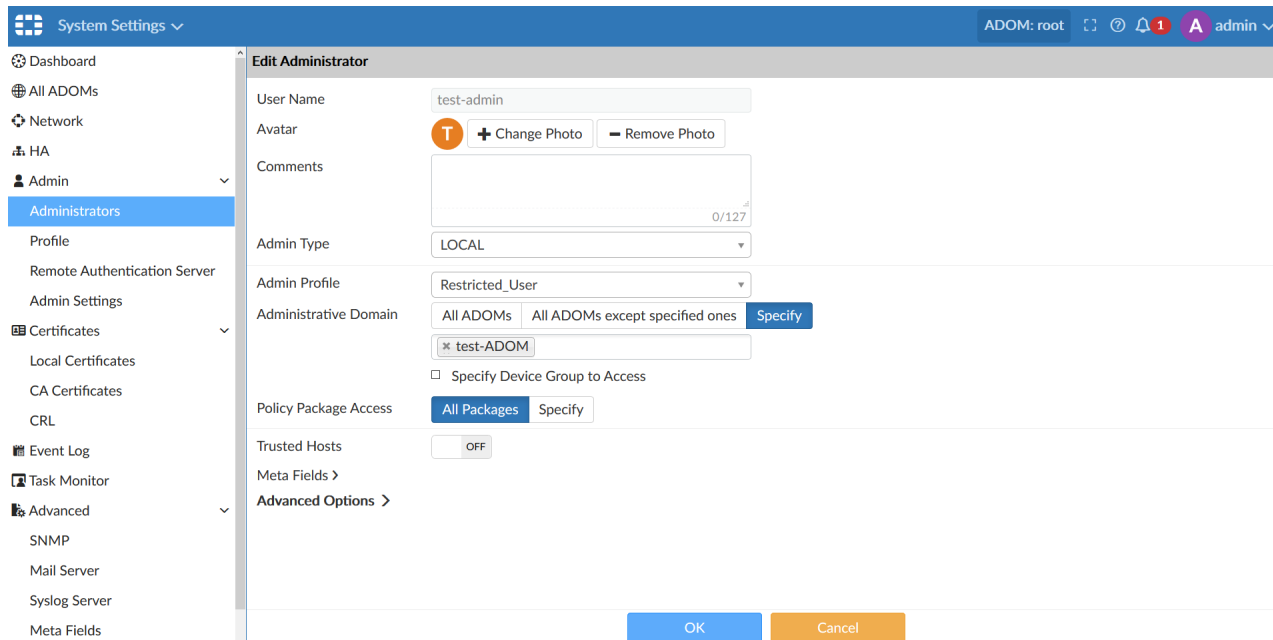 System Settings
ADOM: root
1
A
admin
Dashboard
All ADOMs
Network
HA
Admin
Administrators
Profile
Remote Authentication Server
Admin Settings
Certificates
Local Certificates
CA Certificates
CRL
Event Log
Task Monitor
Advanced
SNMP
Mail Server
Syslog Server
Meta Fields
Edit Administrator
User Name
test-admin
Avatar
T
Change Photo
Remove Photo
Comments
0/127
Admin Type
LOCAL
Admin Profile
Restricted_User
Administrative Domain
All ADOMs
All ADOMs except specified ones
Specify
test-ADOM
Specify Device Group to Access
Policy Package Access
All Packages
Specify
Trusted Hosts
OFF
Meta Fields
Advanced Options
OK
Cancel